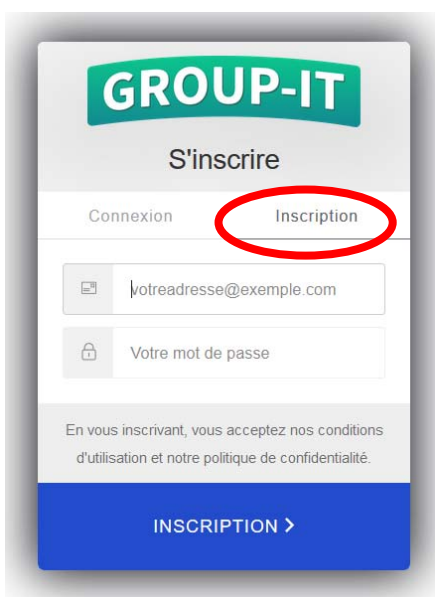 GROUP-IT
S'inscrire
Connexion Inscription
votreadresse@exemple.com
Votre mot de passe
En vous inscrivant, vous acceptez nos conditions
d'utilisation et notre politique de confidentialité.
INSCRIPTION >